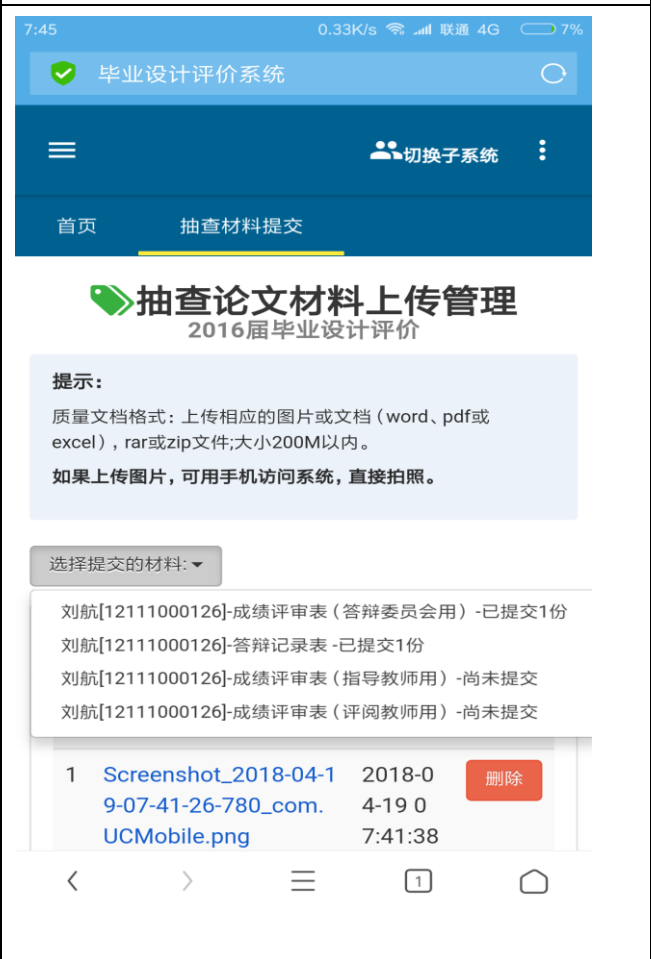 7:45 0.33K/s 联通 4G 7%
毕业设计评价系统
切换子系统
首页 抽查材料提交
抽查论文材料上传管理
2016届毕业设计评价
提示：
质量文档格式：上传相应的图片或文档（word、pdf或
excel），rar或zip文件;大小200M以内。
如果上传图片，可用手机访问系统，直接拍照。
选择提交的材料:
刘航[12111000126]-成绩评审表（答辩委员会用）-已提交1份
刘航[12111000126]-答辩记录表 -已提交1份
刘航[12111000126]-成绩评审表（指导教师用）-尚未提交
刘航[12111000126]-成绩评审表（评阅教师用）-尚未提交
1 Screenshot_2018-04-1 2018-0 删除
9-07-41-26-780_com. 4-19 0
UCMobile.png 7:41:38
1